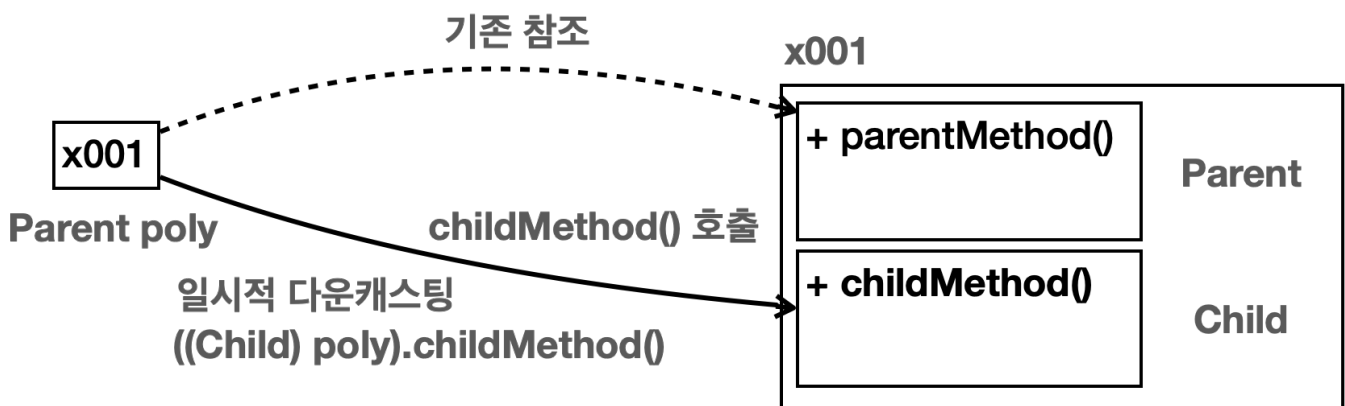 기존 참조
x001
x001
+ parentMethod()
Parent
Parent poly
childMethod() 호출
일시적 다운캐스팅
((Child) poly).childMethod()
+ childMethod()
Child